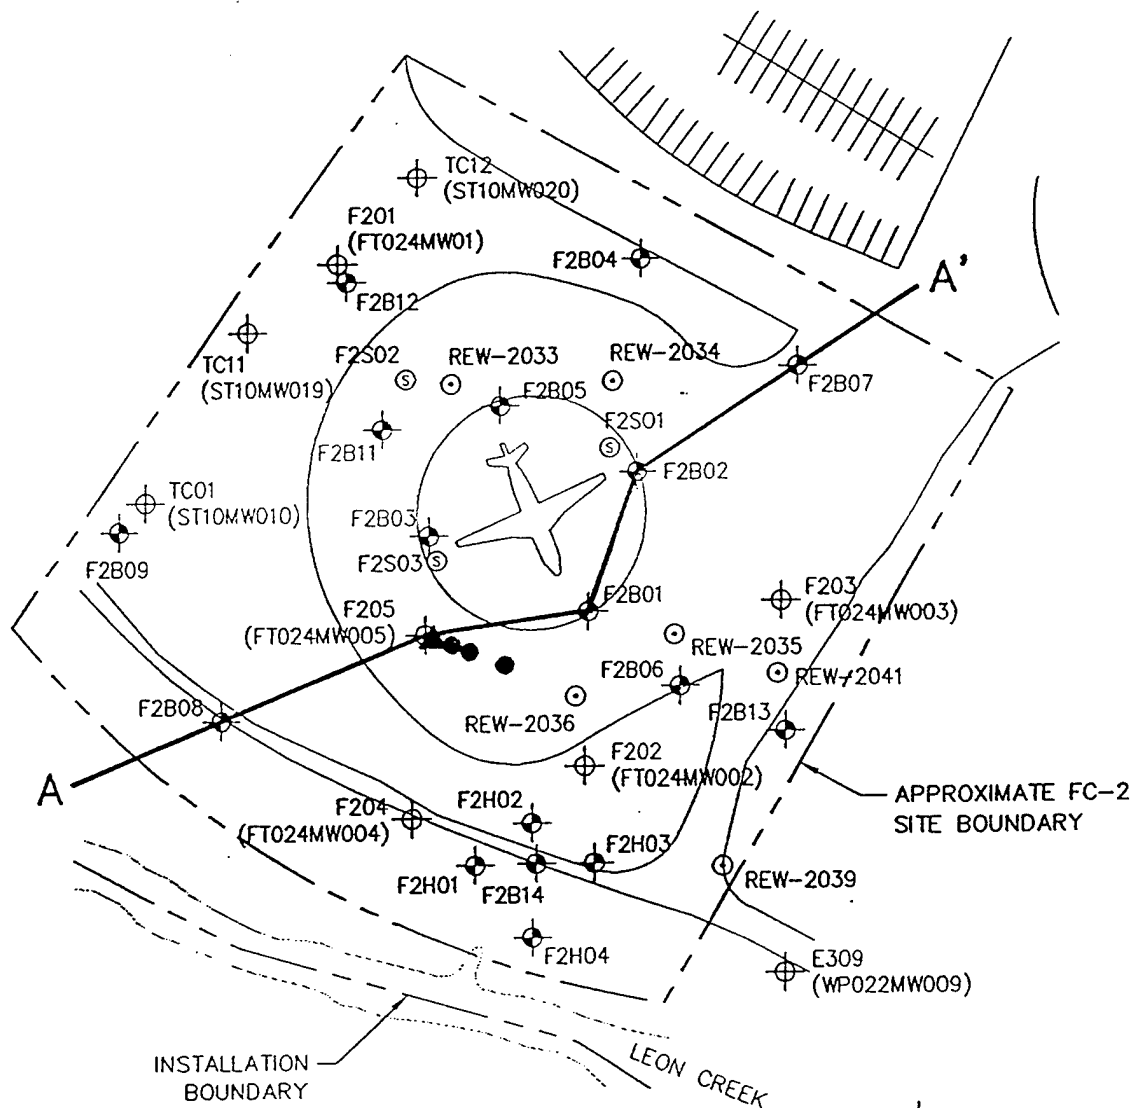 TC12
(ST10MW020)
F201
(FT024MW01)
F2B04
A'
F2B12
TC11
(ST10MW019)
F2S02
REW-2033
REW-2034
F2B07
F2B05
F2S01
F2B11
F2B02
TC01
(ST10MW010)
F2B03
F2S03
F2B09
F2B01
F203
(FT024MW003)
F205
(FT024MW005)
REW-2035
F2B06
REW-2041
F2B08
REW-2036
F2B13
F202
(FT024MW002)
A
APPROXIMATE FC-2
SITE BOUNDARY
F204
(FT024MW004)
F2H02
F2H03
F2H01
F2B14
REW-2039
F2H04
E309
(WP022MW009)
INSTALLATION
BOUNDARY
LEON CREEK
S
S
S